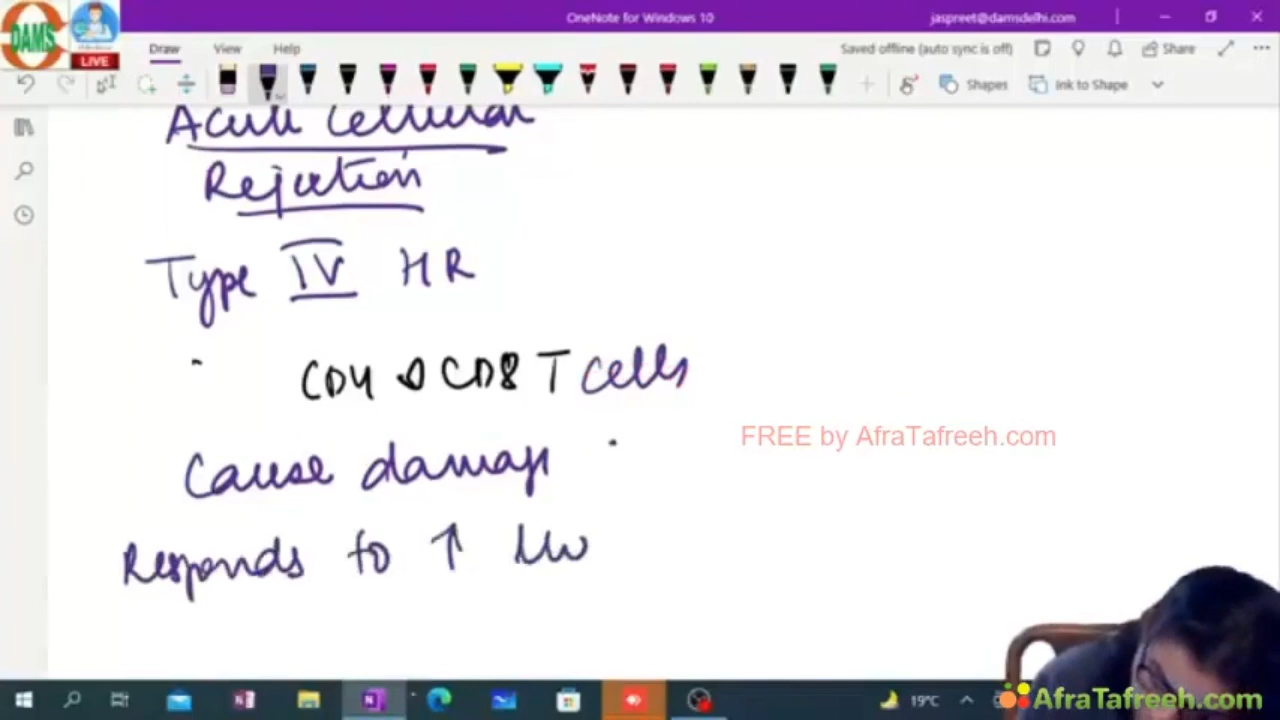 DAMS
LIVE
OneNote for Windows 10
jaspreet@damsdelhi.com
Draw View Help
Saved offline (auto sync is off)
Share
Shapes
Ink to Shape
Acute Cellular
Rejection
Type IV HR
CD4 & CD8 T cells
FREE by AfraTafreeh.com
Cause damage
Responds to ↑
19°C
AfraTafreeh.com